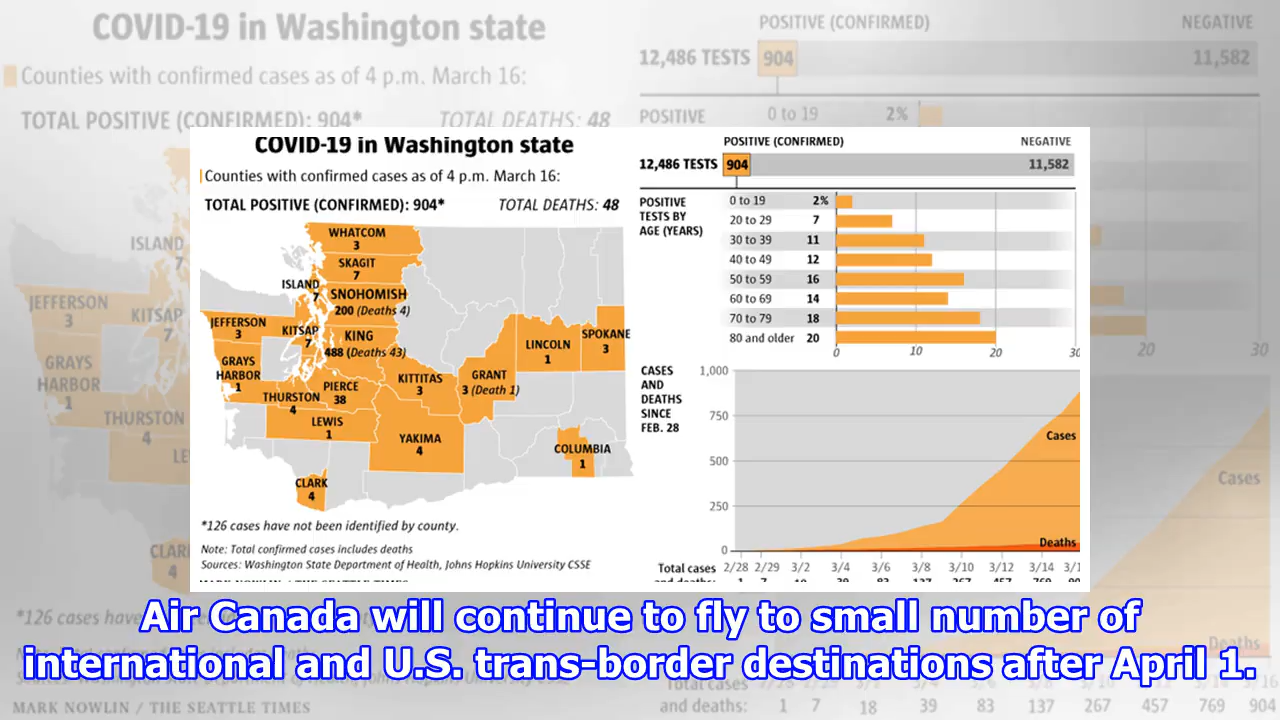 COVID-19 in Washington state
Counties with confirmed cases as of 4 p.m. March 16:
TOTAL POSITIVE (CONFIRMED): 904*
TOTAL DEATHS: 48
WHATCOM
3
SKAGIT
7
ISLAND
7
SNOHOMISH
200 (Deaths 4)
JEFFERSON
3
KITSAP
7
KING
488 (Deaths 43)
LINCOLN
1
SPOKANE
3
GRAYS
HARBOR
1
THURSTON
4
PIERCE
38
KITTITAS
3
GRANT
3 (Death 1)
LEWIS
1
YAKIMA
4
COLUMBIA
1
CLARK
4
*126 cases have not been identified by county.
Note: Total confirmed cases includes deaths
Sources: Washington State Department of Health, Johns Hopkins University CSSE
MARK NOWLIN / THE SEATTLE TIMES
POSITIVE (CONFIRMED)
NEGATIVE
12,486 TESTS 904 11,582
POSITIVE
TESTS BY
AGE (YEARS)
0 to 19 2%
20 to 29 7
30 to 39 11
40 to 49 12
50 to 59 16
60 to 69 14
70 to 79 18
80 and older 20
0 10 20 30
CASES
AND
DEATHS
SINCE
FEB. 28
1,000
750
500
250
0
Cases
Deaths
2/28 2/29 3/2 3/4 3/6 3/8 3/10 3/12 3/14 3/1
Total cases
and deaths: 1 7 18 39 83 137 267 457 769 904
Air Canada will continue to fly to small number of
international and U.S. trans-border destinations after April 1.